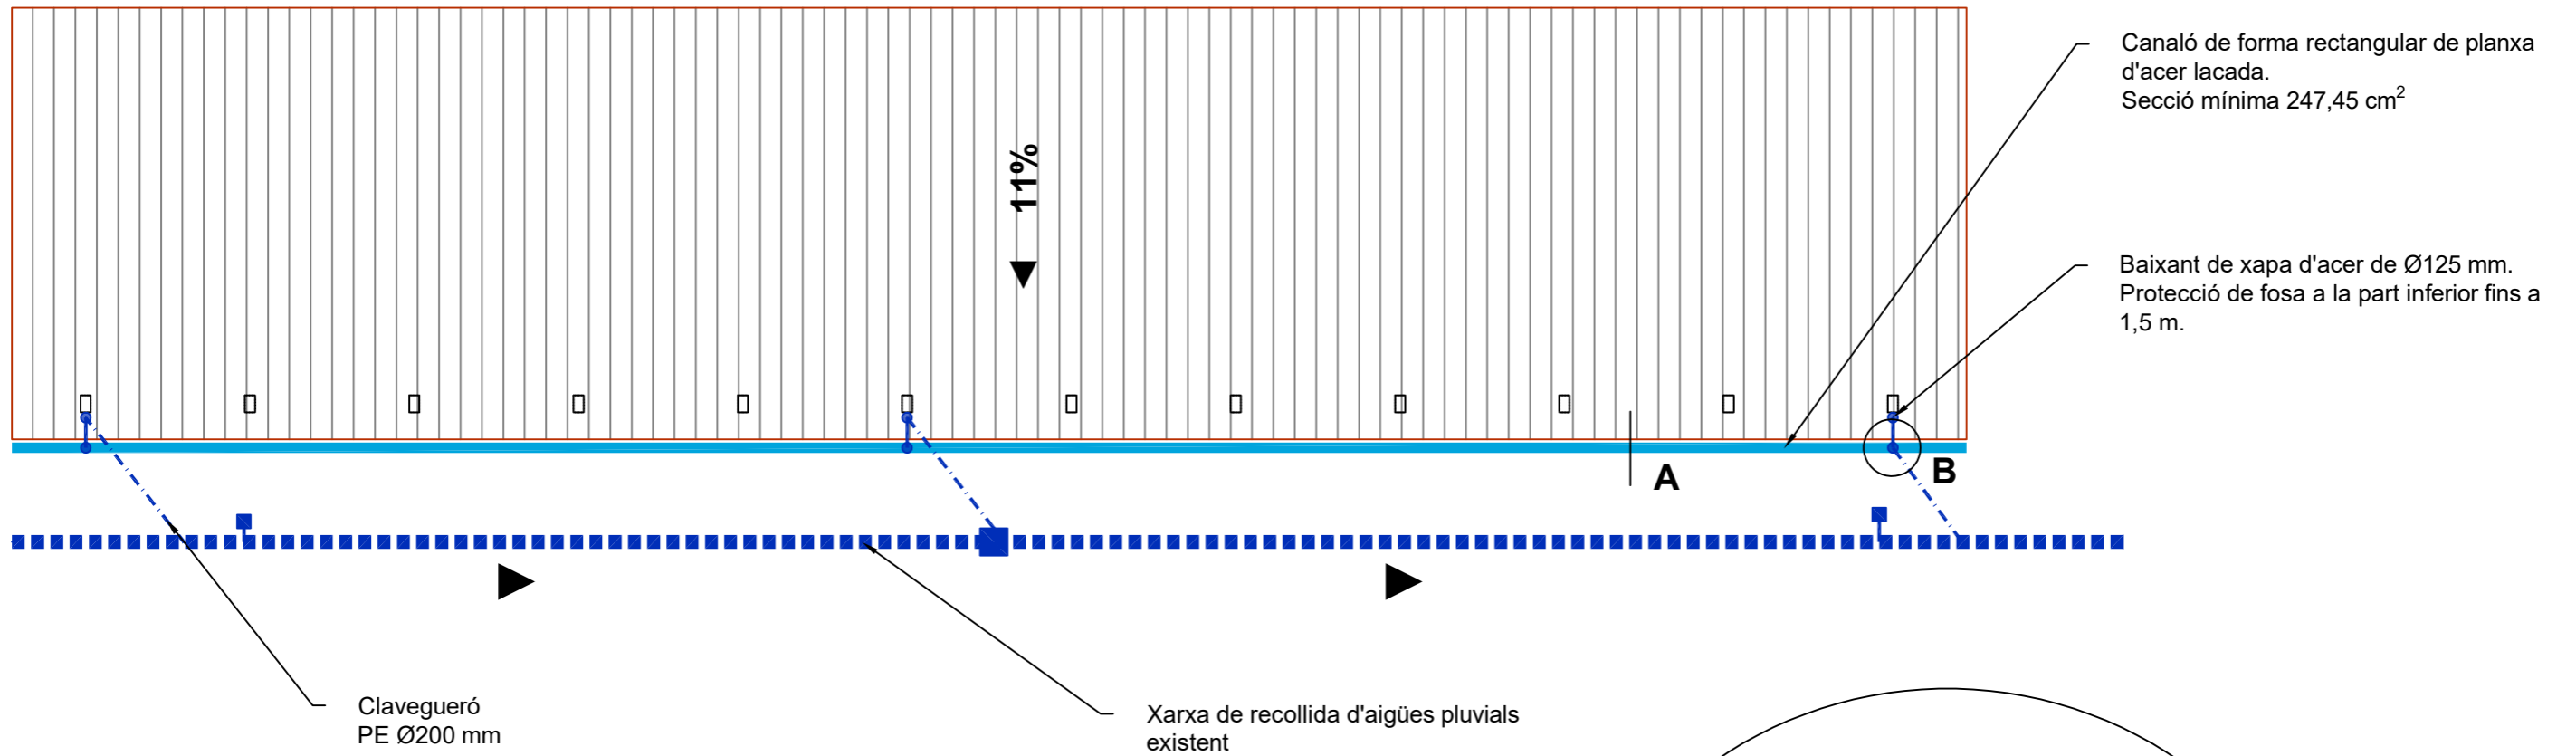 Canaló de forma rectangular de planxa
d'acer lacada.
Secció mínima 247,45 cm²
11%
Baixant de xapa d'acer de Ø125 mm.
Protecció de fosa a la part inferior fins a
1,5 m.
A
B
Clavegueró
PE Ø200 mm
Xarxa de recollida d'aigües pluvials
existent